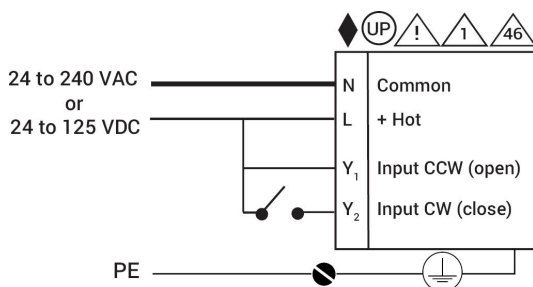 UP ! 1 46
24 to 240 VAC
or
24 to 125 VDC
N Common
L + Hot
Y1 Input CCW (open)
Y2 Input CW (close)
PE